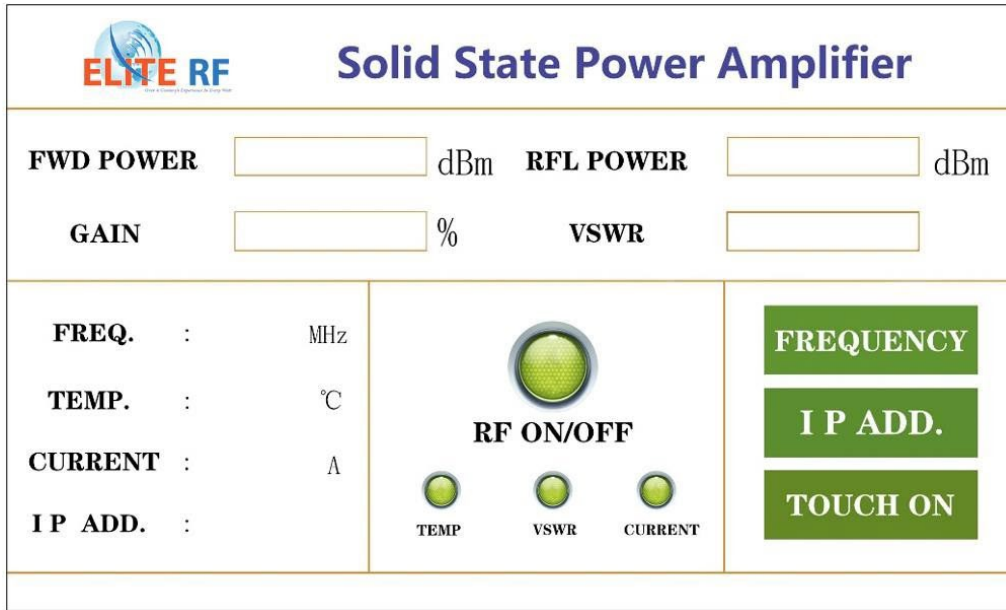 ELITE RF
Solid State Power Amplifier
FWD POWER dBm RFL POWER dBm
GAIN % VSWR
FREQ. : MHz
TEMP. : ℃
CURRENT : A
I P ADD. :
RF ON/OFF
TEMP VSWR CURRENT
FREQUENCY
I P ADD.
TOUCH ON